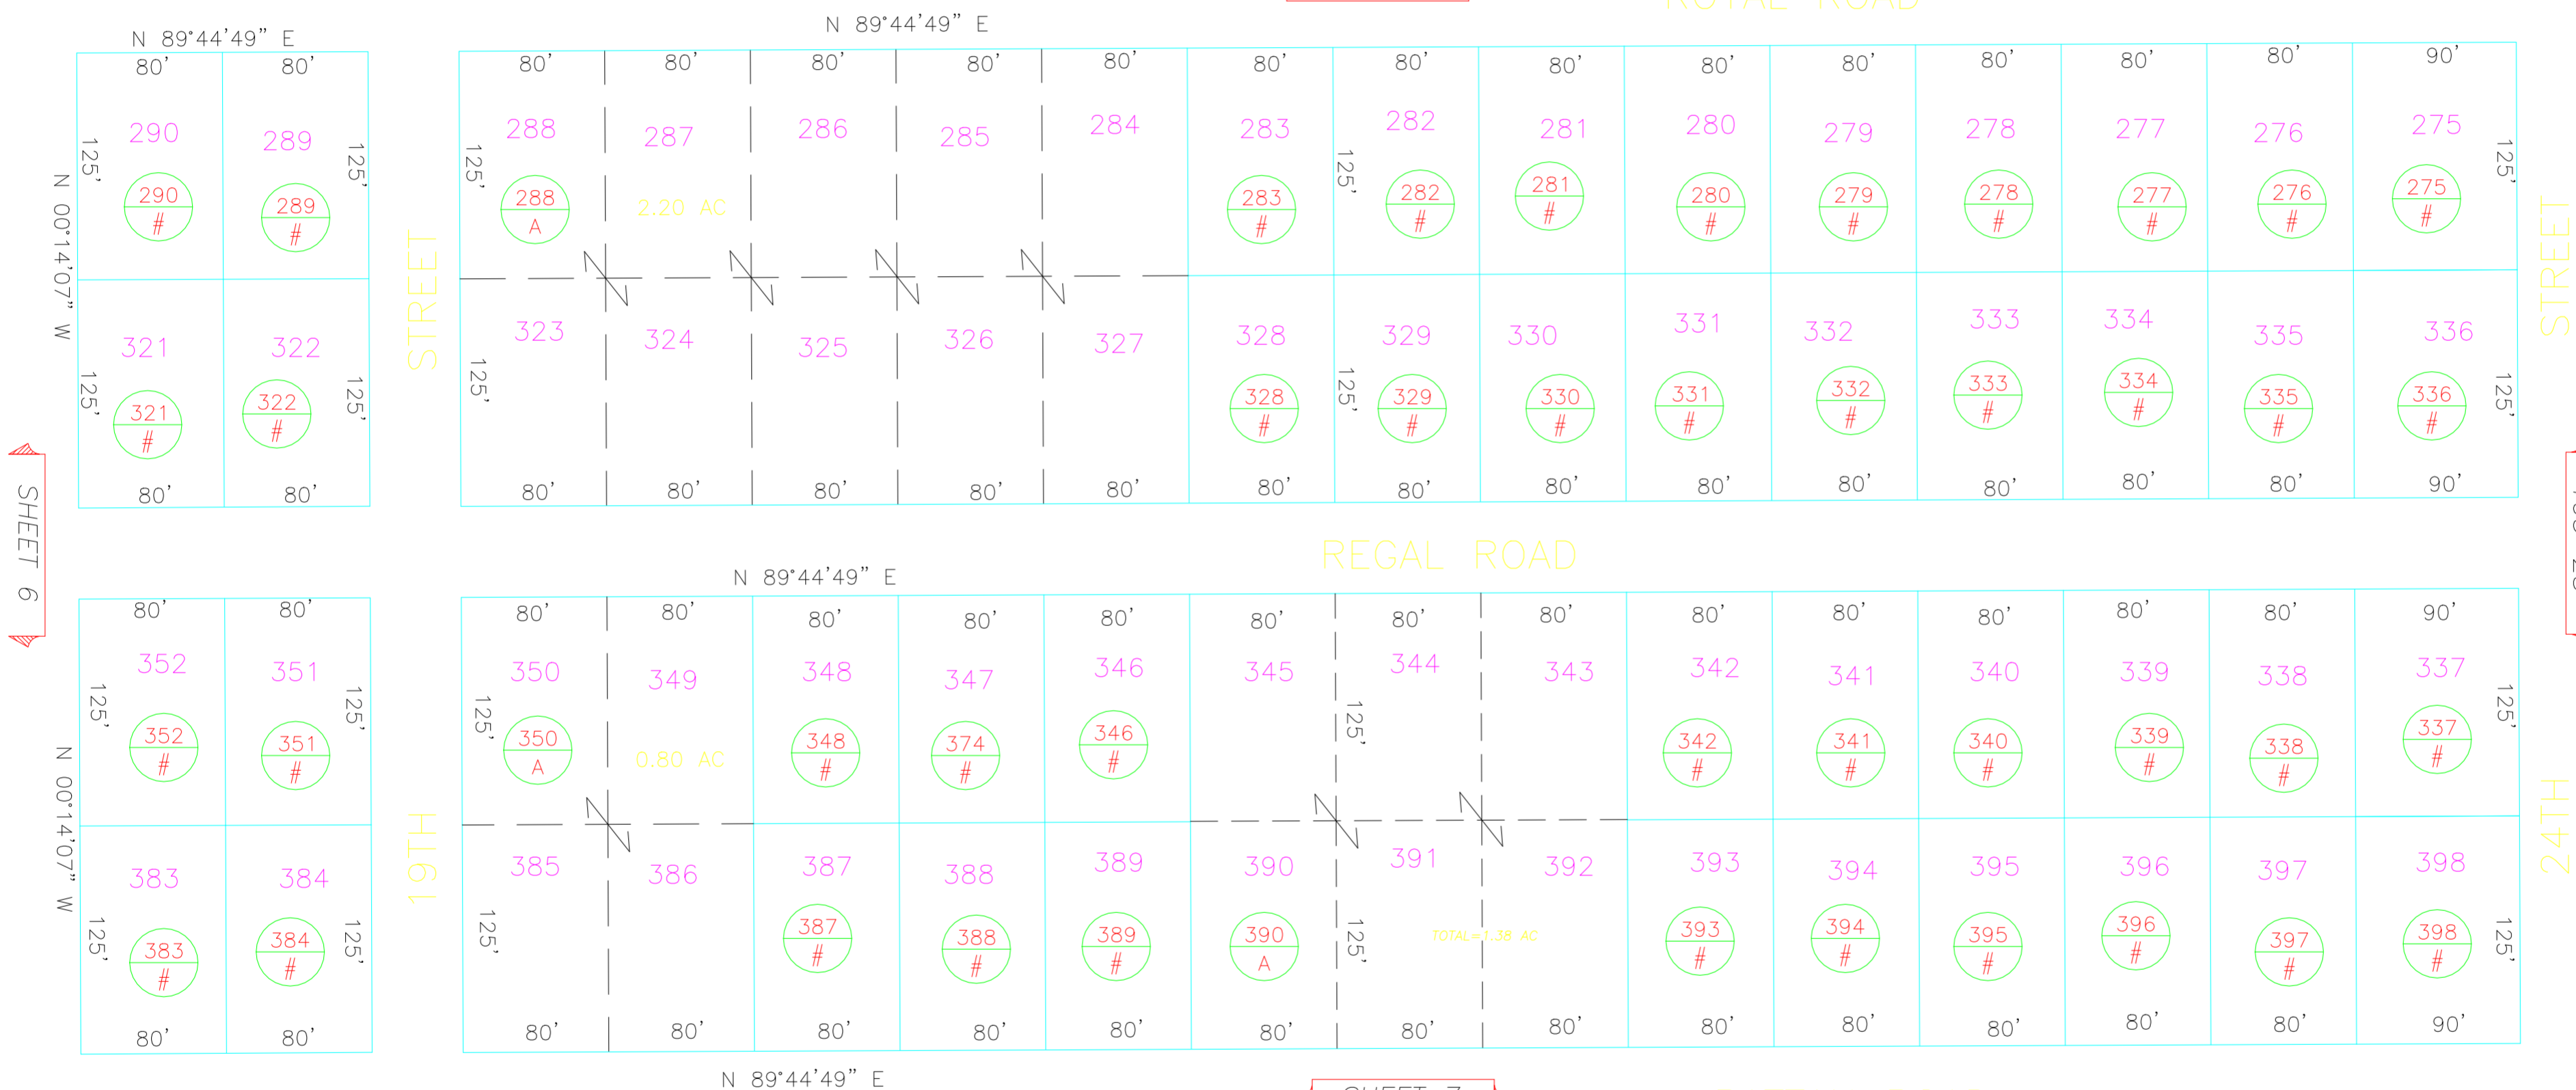 ROYAL ROAD
N 89°44'49" E
N 89°44'49" E
80' 80' 80' 80' 80' 80' 80' 80' 80' 80' 80' 80' 80' 80' 80' 90'
290 289 288 287 286 285 284 283 282 281 280 279 278 277 276 275
125' 125' 125' 125' 125'
290 289 288 283 282 281 280 279 278 277 276 275
# # A # # # # # # # # #
2.20 AC
N 00°14'07" W
STREET
STREET
321 322 323 324 325 326 327 328 329 330 331 332 333 334 335 336
125' 125' 125' 125' 125'
321 322 328 329 330 331 332 333 334 335 336
# # # # # # # # # # #
80' 80' 80' 80' 80' 80' 80' 80' 80' 80' 80' 80' 80' 80' 80' 90'
SHEET 6
REGAL ROAD
N 89°44'49" E
80' 80' 80' 80' 80' 80' 80' 80' 80' 80' 80' 80' 80' 80' 80' 90'
352 351 350 349 348 347 346 345 344 343 342 341 340 339 338 337
125' 125' 125' 125' 125'
352 351 350 348 374 346 342 341 340 339 338 337
# # A # # # # # # # # #
0.80 AC
N 00°14'07" W
19TH
24TH
383 384 385 386 387 388 389 390 391 392 393 394 395 396 397 398
125' 125' 125' 125' 125'
383 384 387 388 389 390 393 394 395 396 397 398
# # # # # A # # # # # #
TOTAL=1.38 AC
80' 80' 80' 80' 80' 80' 80' 80' 80' 80' 80' 80' 80' 80' 80' 90'
N 89°44'49" E
SHEET 7